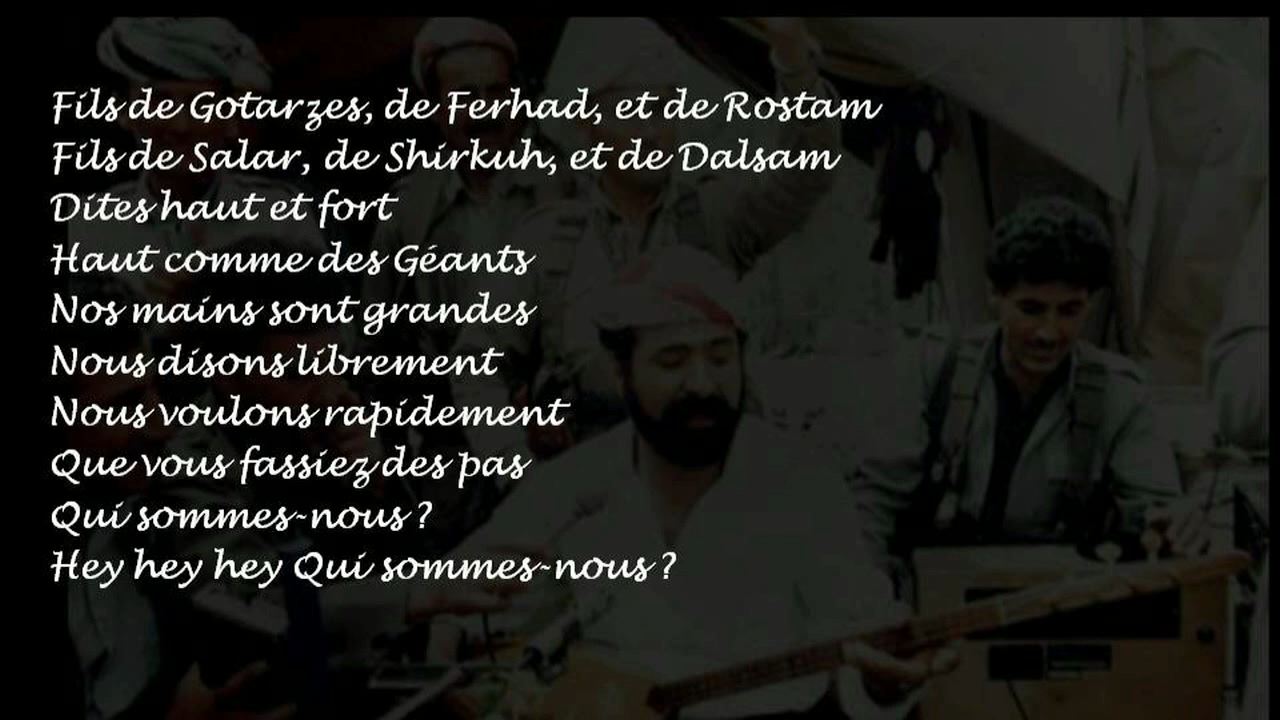 Fils de Gotarzes, de Ferhad, et de Rostam
Fils de Salar, de Shirkuh, et de Dalsam
Dites haut et fort
Haut comme des Géants
Nos mains sont grandes
Nous disons librement
Nous voulons rapidement
Que vous fassiez des pas
Qui sommes-nous ?
Hey hey hey Qui sommes-nous ?